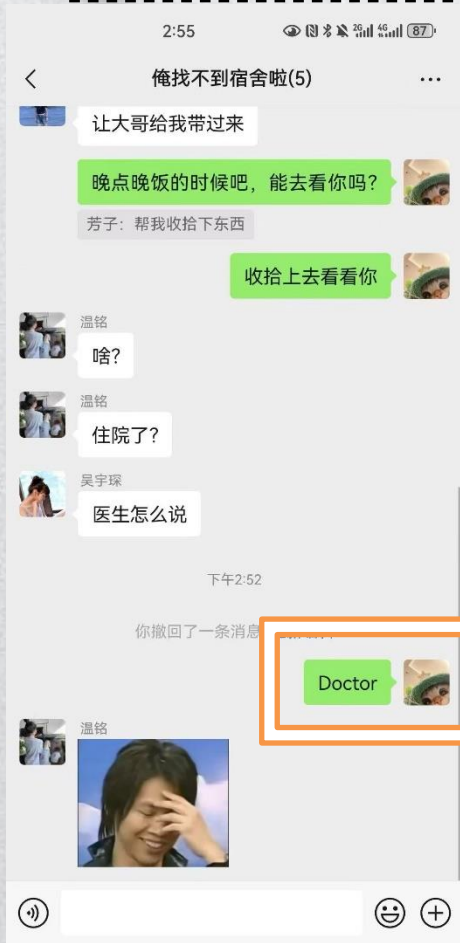 2:55
2G
4G
87
俺找不到宿舍啦(5)
让大哥给我带过来
晚点晚饭的时候吧，能去看你吗？
芳子：帮我收拾下东西
收拾上去看看你
温铭
啥？
温铭
住院了？
吴宇琛
医生怎么说
下午2:52
你撤回了一条消息
Doctor
温铭